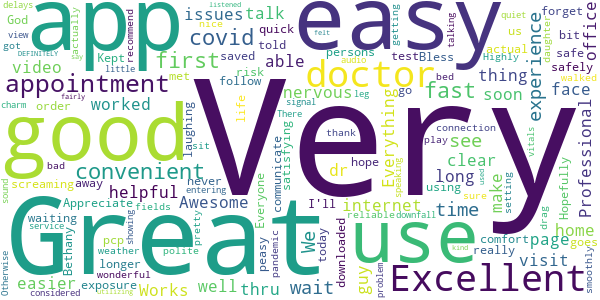 God delays
view
got
app
issues
nice
actually
listened
covid
told
recommend
talk
quick
saved
able
easy
felt
quiet
getting
actual
talking
us
daughter
forget
office
bit
safe
safely
walked
Kept
little
first
met
risk
video
appointment
charm
order
worked
follow
nervous
doctor
persons
audio
test
Bless
bed
leg
go
fast
soon
Highly
thing
face
experience
good
Very
bad
fairly
convenient
sit
laughing
life
signal
There
dr
Everything
speaking
thank
hope
see
clear
connection
play
vitals
Professional
screaming
away
helpful
never
entering
satisfying
communicate
I'll
internet
long
using
make
setting
sure
sound
Appreciate
fields
Awesome
Everyone
reliable
downfall
Hopefully
drag
waiting
Bethany
pcp
weather
pretty
peasy
We
today
downloaded
guy
use
time
page
comfort
really
home
goes
Great
service
showing
longer
wonderful
polite
pandemic
kind
used
Otherwise
easier
considered
exposure
utilizing
Works
DEFINITELY
well
thru
wait
problem
Excellent
visit
smoothly